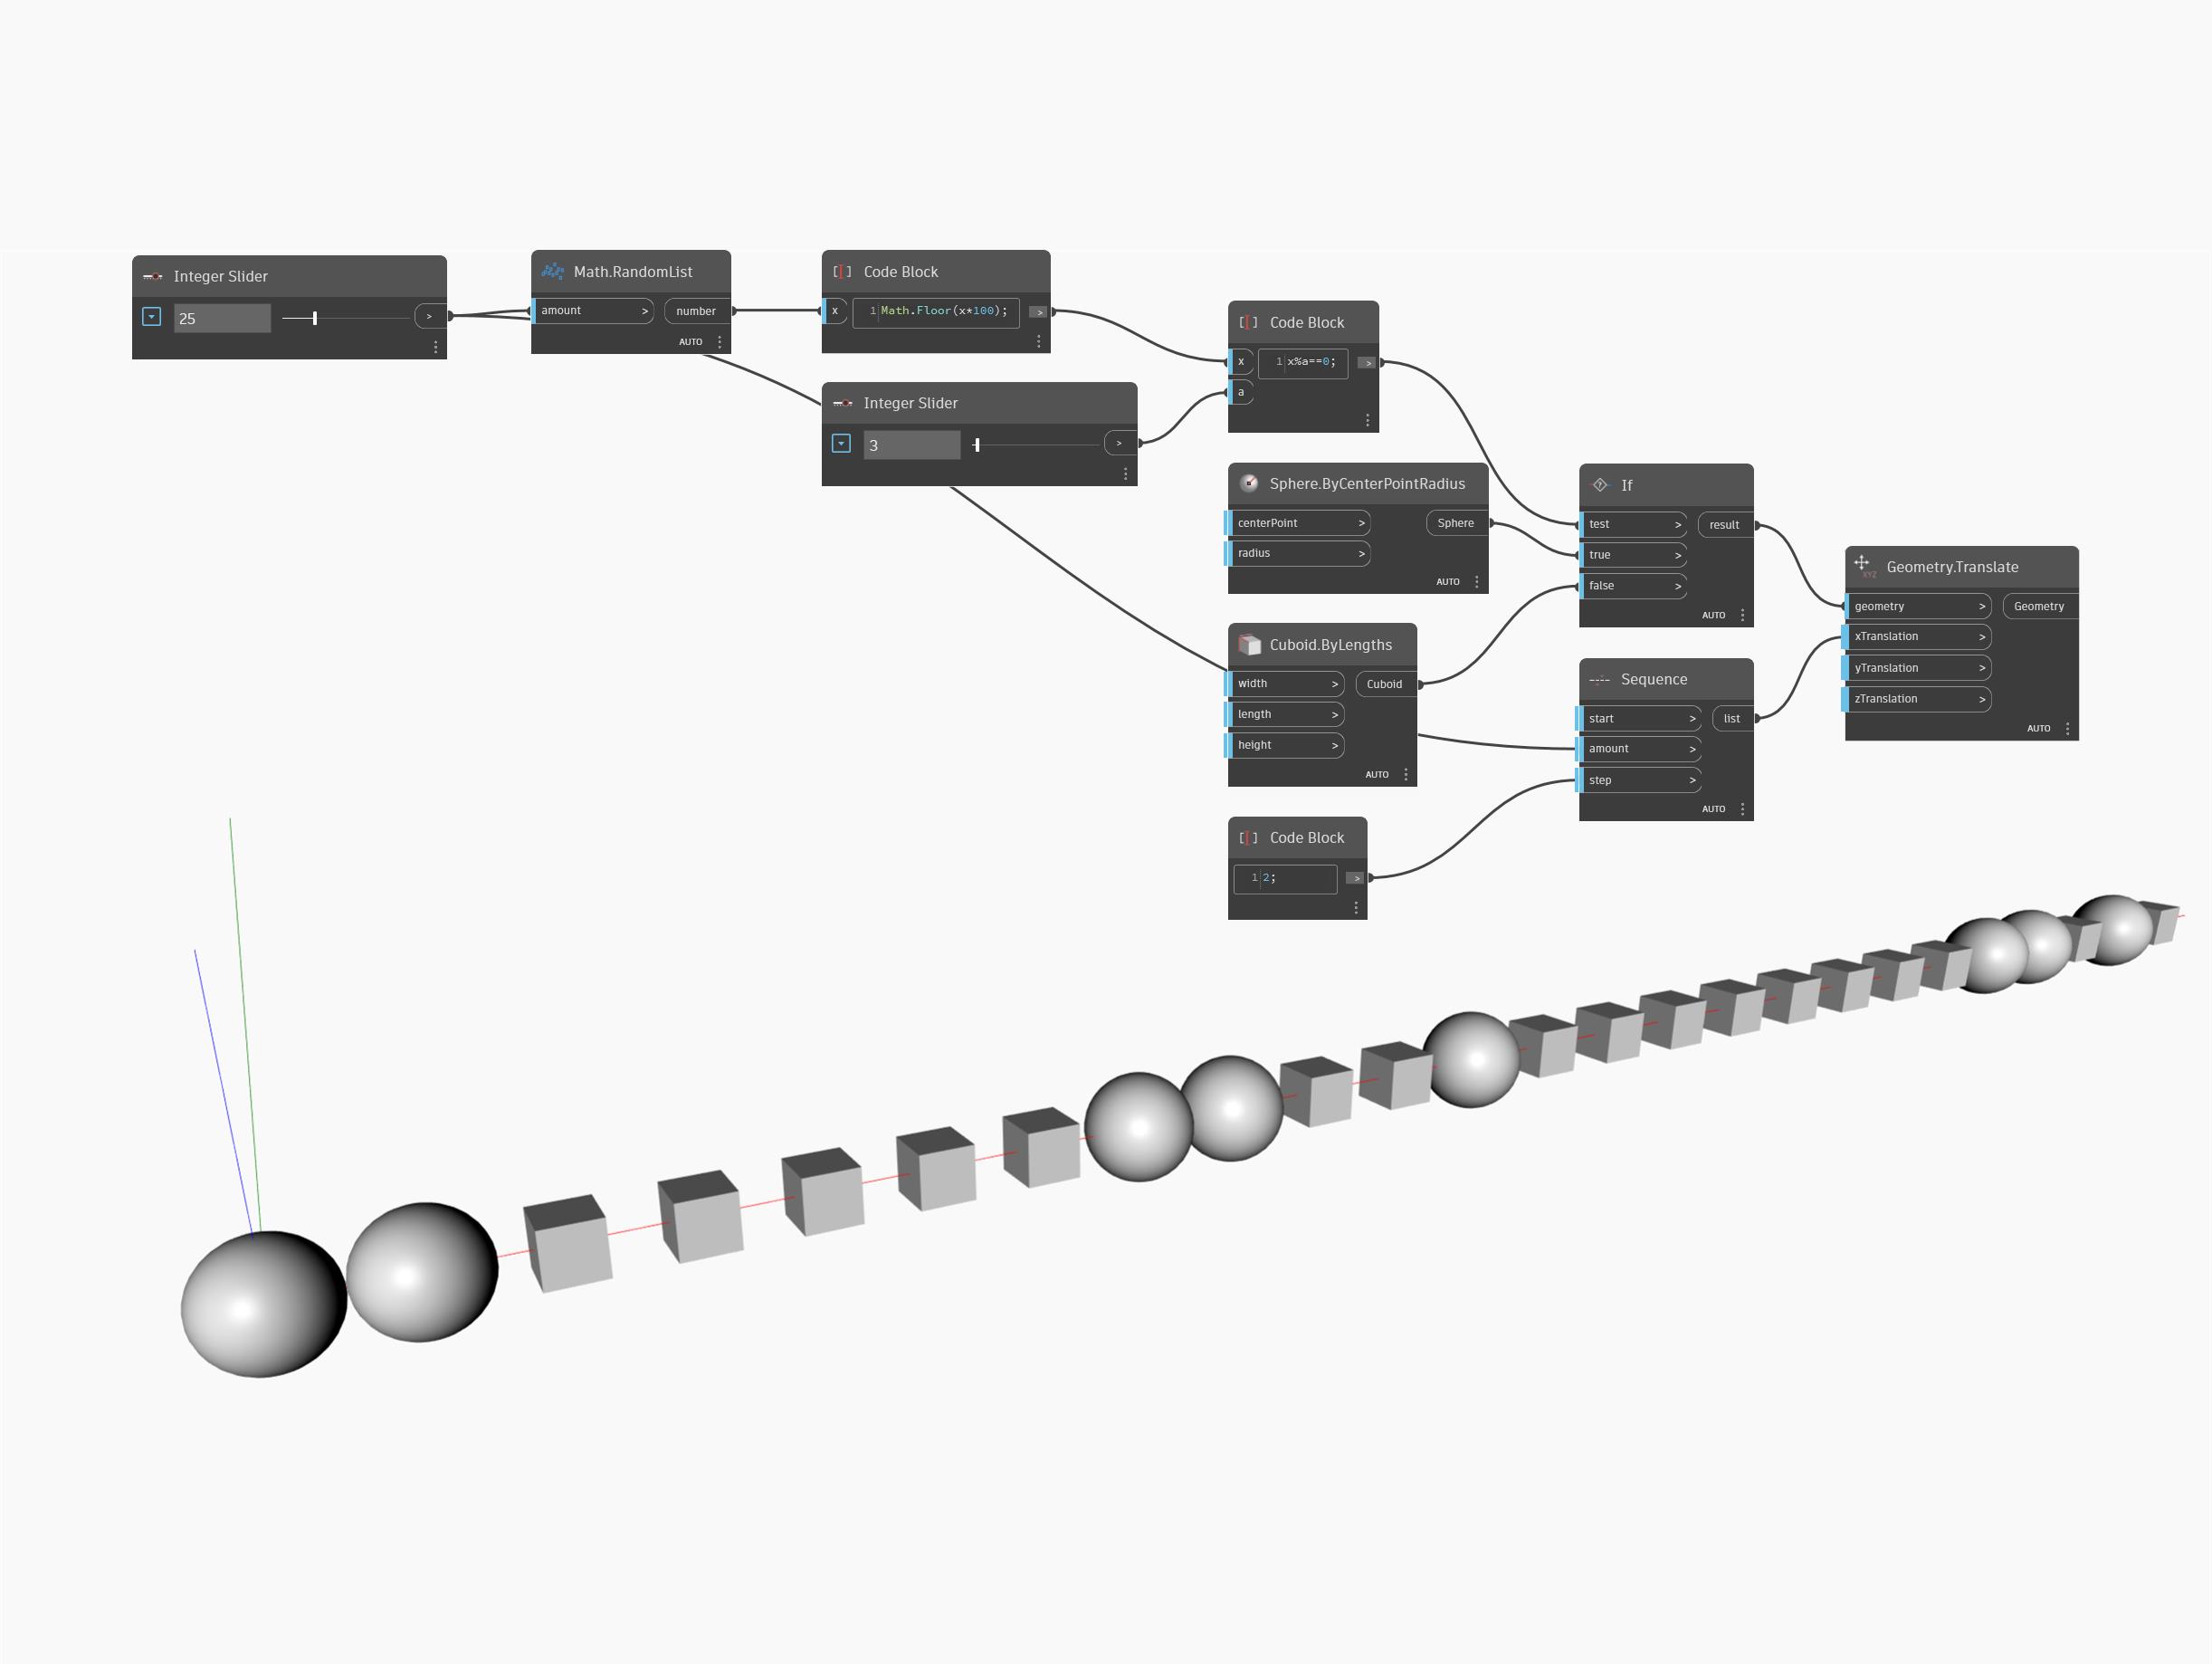 Integer Slider
25
>
Math.RandomList
amount >
number
AUTO
Code Block
x
1 Math.Floor(x*100);
>
Integer Slider
3
>
Code Block
x
1 x%a==0;
>
a
Sphere.ByCenterPointRadius
centerPoint >
Sphere
radius >
AUTO
Cuboid.ByLengths
width >
Cuboid
length >
height >
AUTO
Code Block
1 2;
>
If
test >
result
true >
false >
AUTO
Sequence
start >
list
amount >
step >
AUTO
XYZ
Geometry.Translate
geometry >
Geometry
xTranslation >
yTranslation >
zTranslation >
AUTO